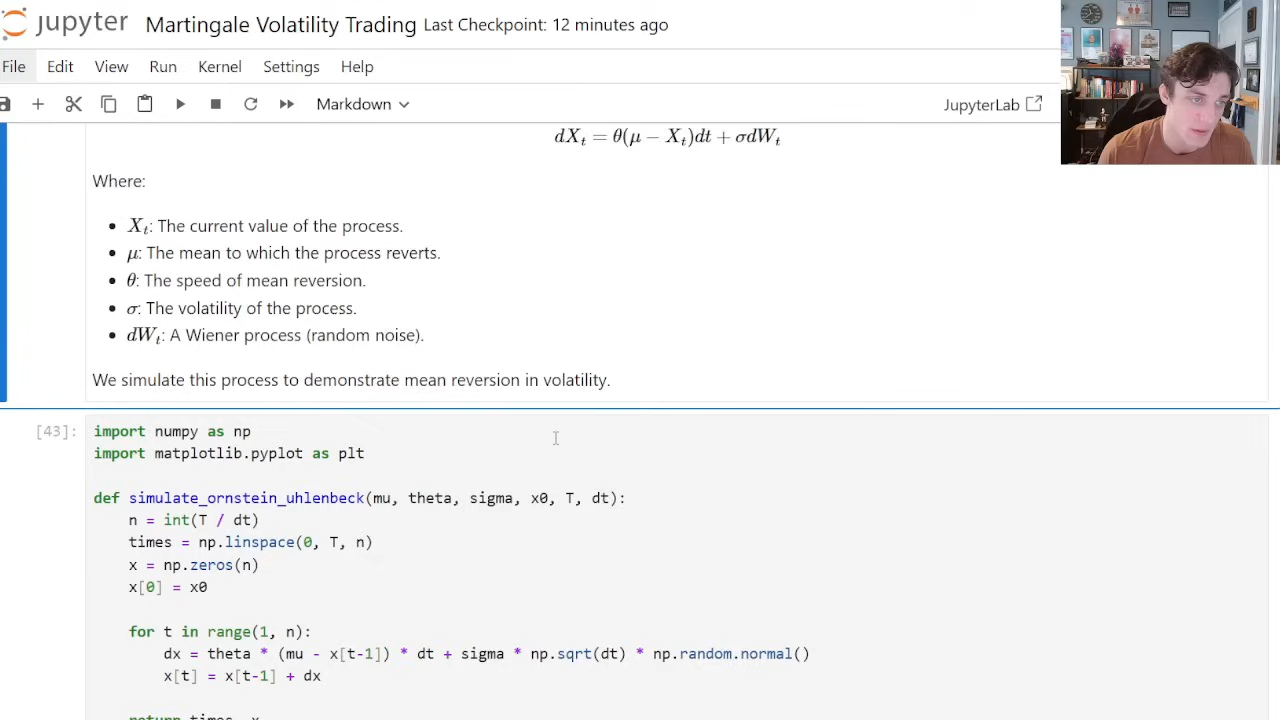 jupyter Martingale Volatility Trading Last Checkpoint: 12 minutes ago
File Edit View Run Kernel Settings Help
Markdown JupyterLab
dXₜ = θ(μ − Xₜ)dt + σdWₜ
Where:
• Xₜ: The current value of the process.
• μ: The mean to which the process reverts.
• θ: The speed of mean reversion.
• σ: The volatility of the process.
• dWₜ: A Wiener process (random noise).
We simulate this process to demonstrate mean reversion in volatility.
[43]: import numpy as np
import matplotlib.pyplot as plt
def simulate_ornstein_uhlenbeck(mu, theta, sigma, x0, T, dt):
n = int(T / dt)
times = np.linspace(0, T, n)
x = np.zeros(n)
x[0] = x0
for t in range(1, n):
dx = theta * (mu - x[t-1]) * dt + sigma * np.sqrt(dt) * np.random.normal()
x[t] = x[t-1] + dx